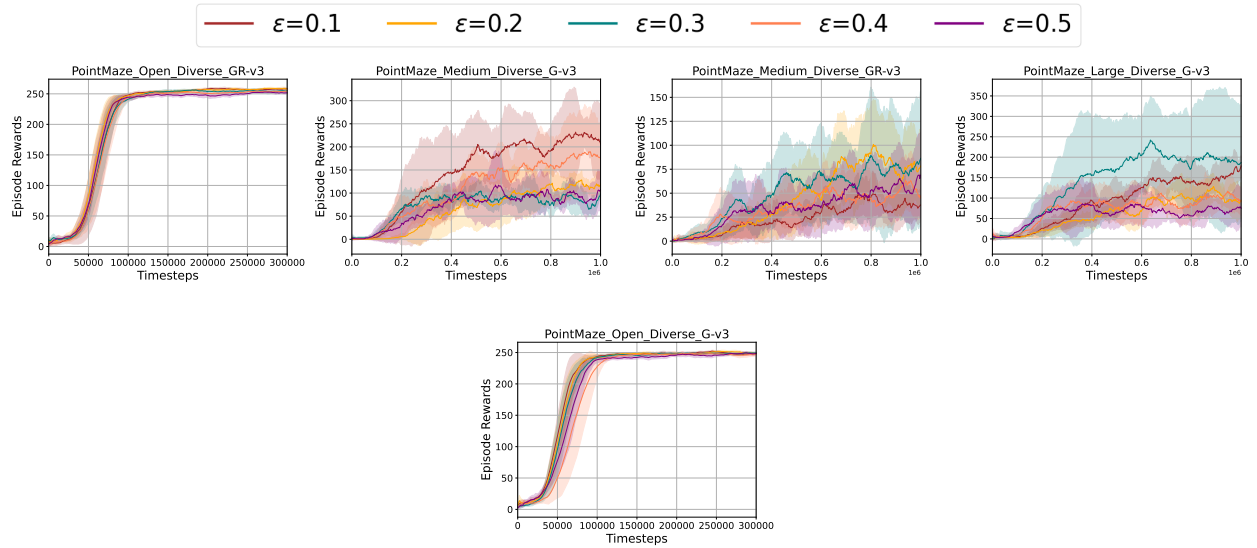 ε=0.1 ε=0.2 ε=0.3 ε=0.4 ε=0.5
PointMaze_Open_Diverse_GR-v3
Episode Rewards
250
200
150
100
50
0
0 50000 100000 150000 200000 250000 300000
Timesteps
PointMaze_Medium_Diverse_G-v3
Episode Rewards
300
250
200
150
100
50
0
0.0 0.2 0.4 0.6 0.8 1.0
Timesteps
1e6
PointMaze_Medium_Diverse_GR-v3
Episode Rewards
150
125
100
75
50
25
0
0.0 0.2 0.4 0.6 0.8 1.0
Timesteps
1e6
PointMaze_Large_Diverse_G-v3
Episode Rewards
350
300
250
200
150
100
50
0
0.0 0.2 0.4 0.6 0.8 1.0
Timesteps
1e6
PointMaze_Open_Diverse_G-v3
Episode Rewards
250
200
150
100
50
0
0 50000 100000 150000 200000 250000 300000
Timesteps